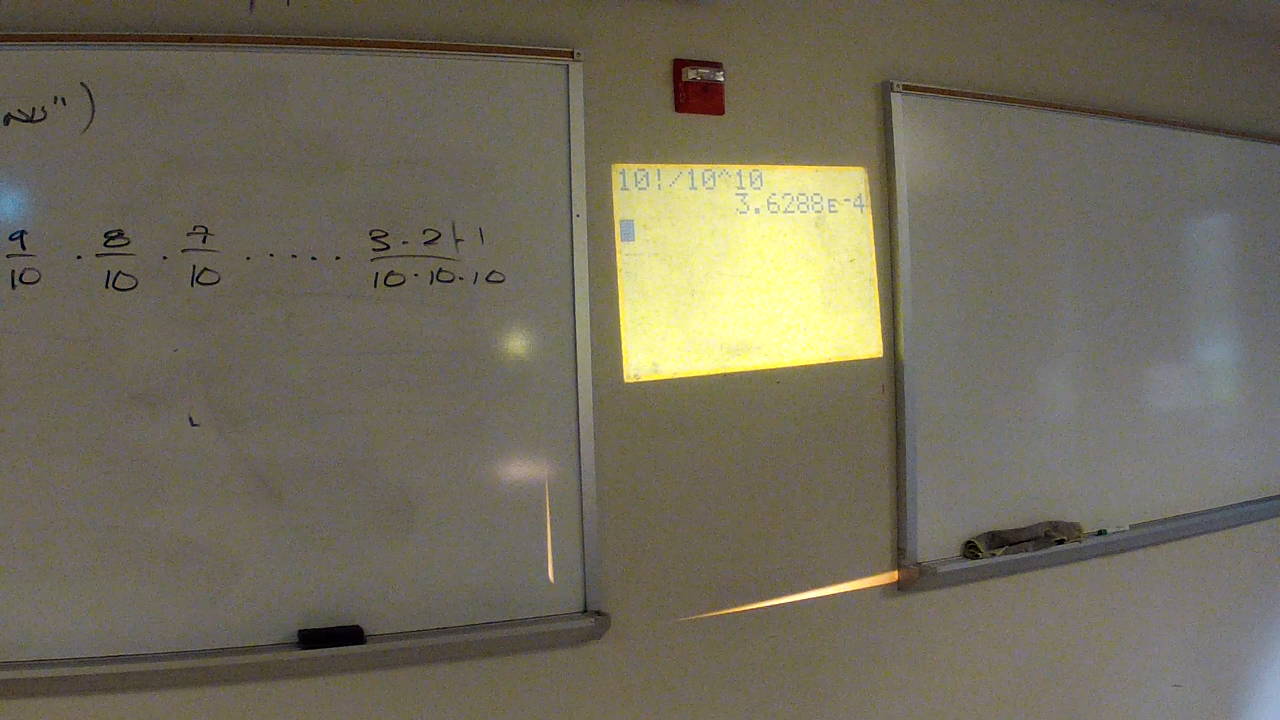 ")
9/10 · 8/10 · 7/10 · · · · · 3·2·1/10·10·10
10!/10^10
3.6288ᴇ-4